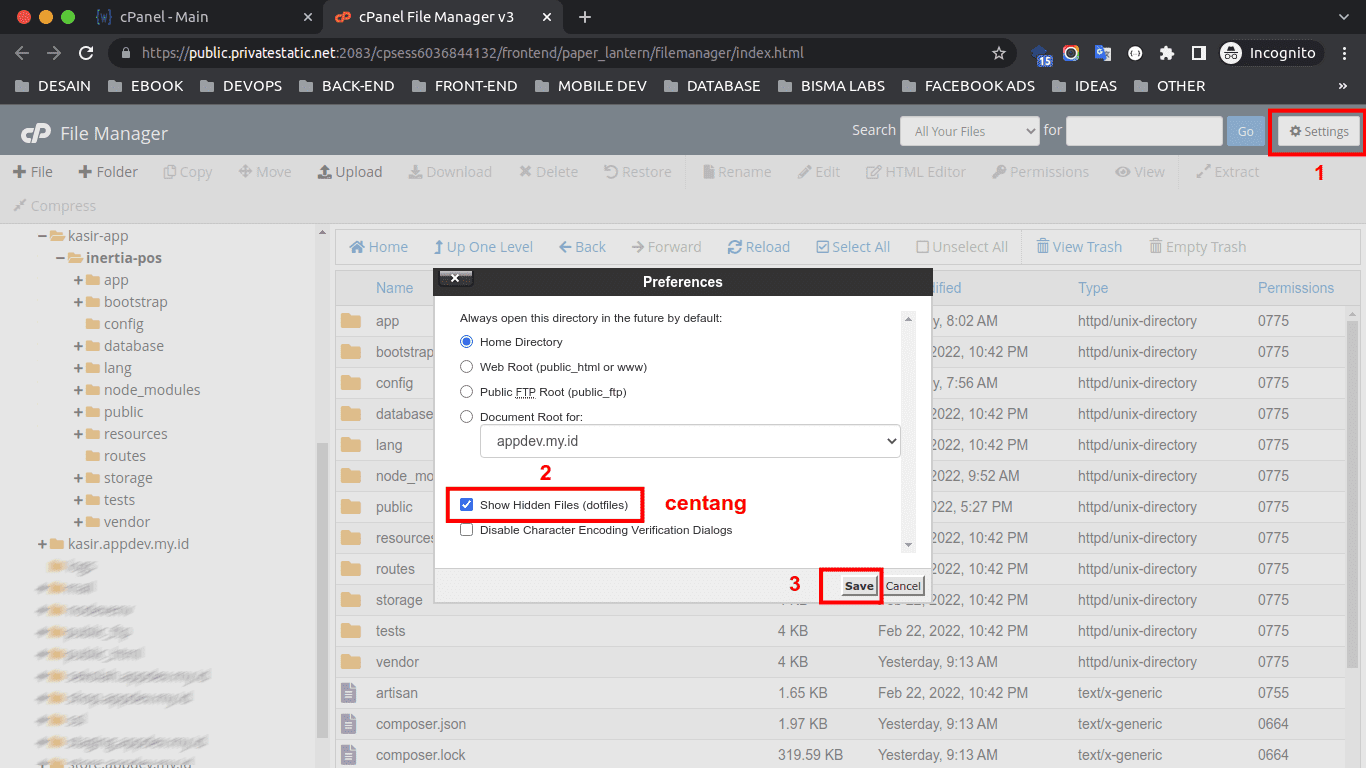 cPanel - Main
cPanel File Manager v3
https://public.privatestatic.net:2083/cpsess6036844132/frontend/paper_lantern/filemanager/index.html
15
Incognito
DESAIN EBOOK DEVOPS BACK-END FRONT-END MOBILE DEV DATABASE BISMA LABS FACEBOOK ADS IDEAS OTHER »
cP File Manager
Search All Your Files for Go Settings
1
File Folder Copy Move Upload Download Delete Restore Rename Edit HTML Editor Permissions View Extract
Compress
kasir-app
inertia-pos
app
bootstrap
config
database
lang
node_modules
public
resources
routes
storage
tests
vendor
kasir.appdev.my.id
Home Up One Level Back Forward Reload Select All Unselect All View Trash Empty Trash
Name Type Permissions
app y, 8:02 AM httpd/unix-directory 0775
bootstrap 2022, 10:42 PM httpd/unix-directory 0775
config y, 7:56 AM httpd/unix-directory 0775
database 2022, 10:42 PM httpd/unix-directory 0775
lang 2022, 10:42 PM httpd/unix-directory 0775
node_mo 2022, 9:52 AM httpd/unix-directory 0775
public 2022, 5:27 PM httpd/unix-directory 0775
resources 2022, 10:42 PM httpd/unix-directory 0775
routes 2022, 10:42 PM httpd/unix-directory 0775
storage 4 KB Feb 22, 2022, 10:42 PM httpd/unix-directory 0775
tests 4 KB Feb 22, 2022, 10:42 PM httpd/unix-directory 0775
vendor 4 KB Yesterday, 9:13 AM httpd/unix-directory 0775
artisan 1.65 KB Feb 22, 2022, 10:42 PM text/x-generic 0755
composer.json 1.97 KB Yesterday, 9:13 AM text/x-generic 0664
composer.lock 319.59 KB Yesterday, 9:13 AM text/x-generic 0664
Preferences
Always open this directory in the future by default:
Home Directory
Web Root (public_html or www)
Public FTP Root (public_ftp)
Document Root for:
appdev.my.id
2
Show Hidden Files (dotfiles) centang
Disable Character Encoding Verification Dialogs
3 Save Cancel